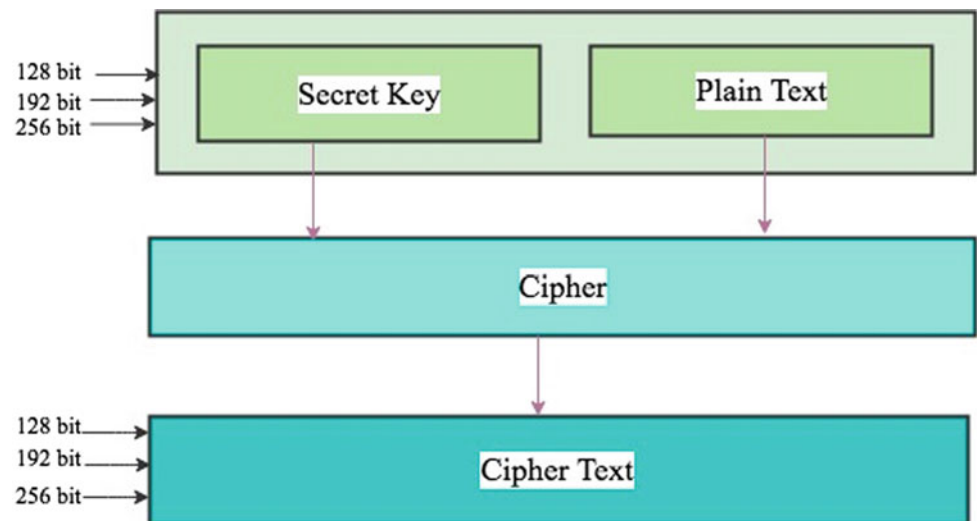 128 bit
192 bit
256 bit
Secret Key
Plain Text
Cipher
128 bit
192 bit
256 bit
Cipher Text